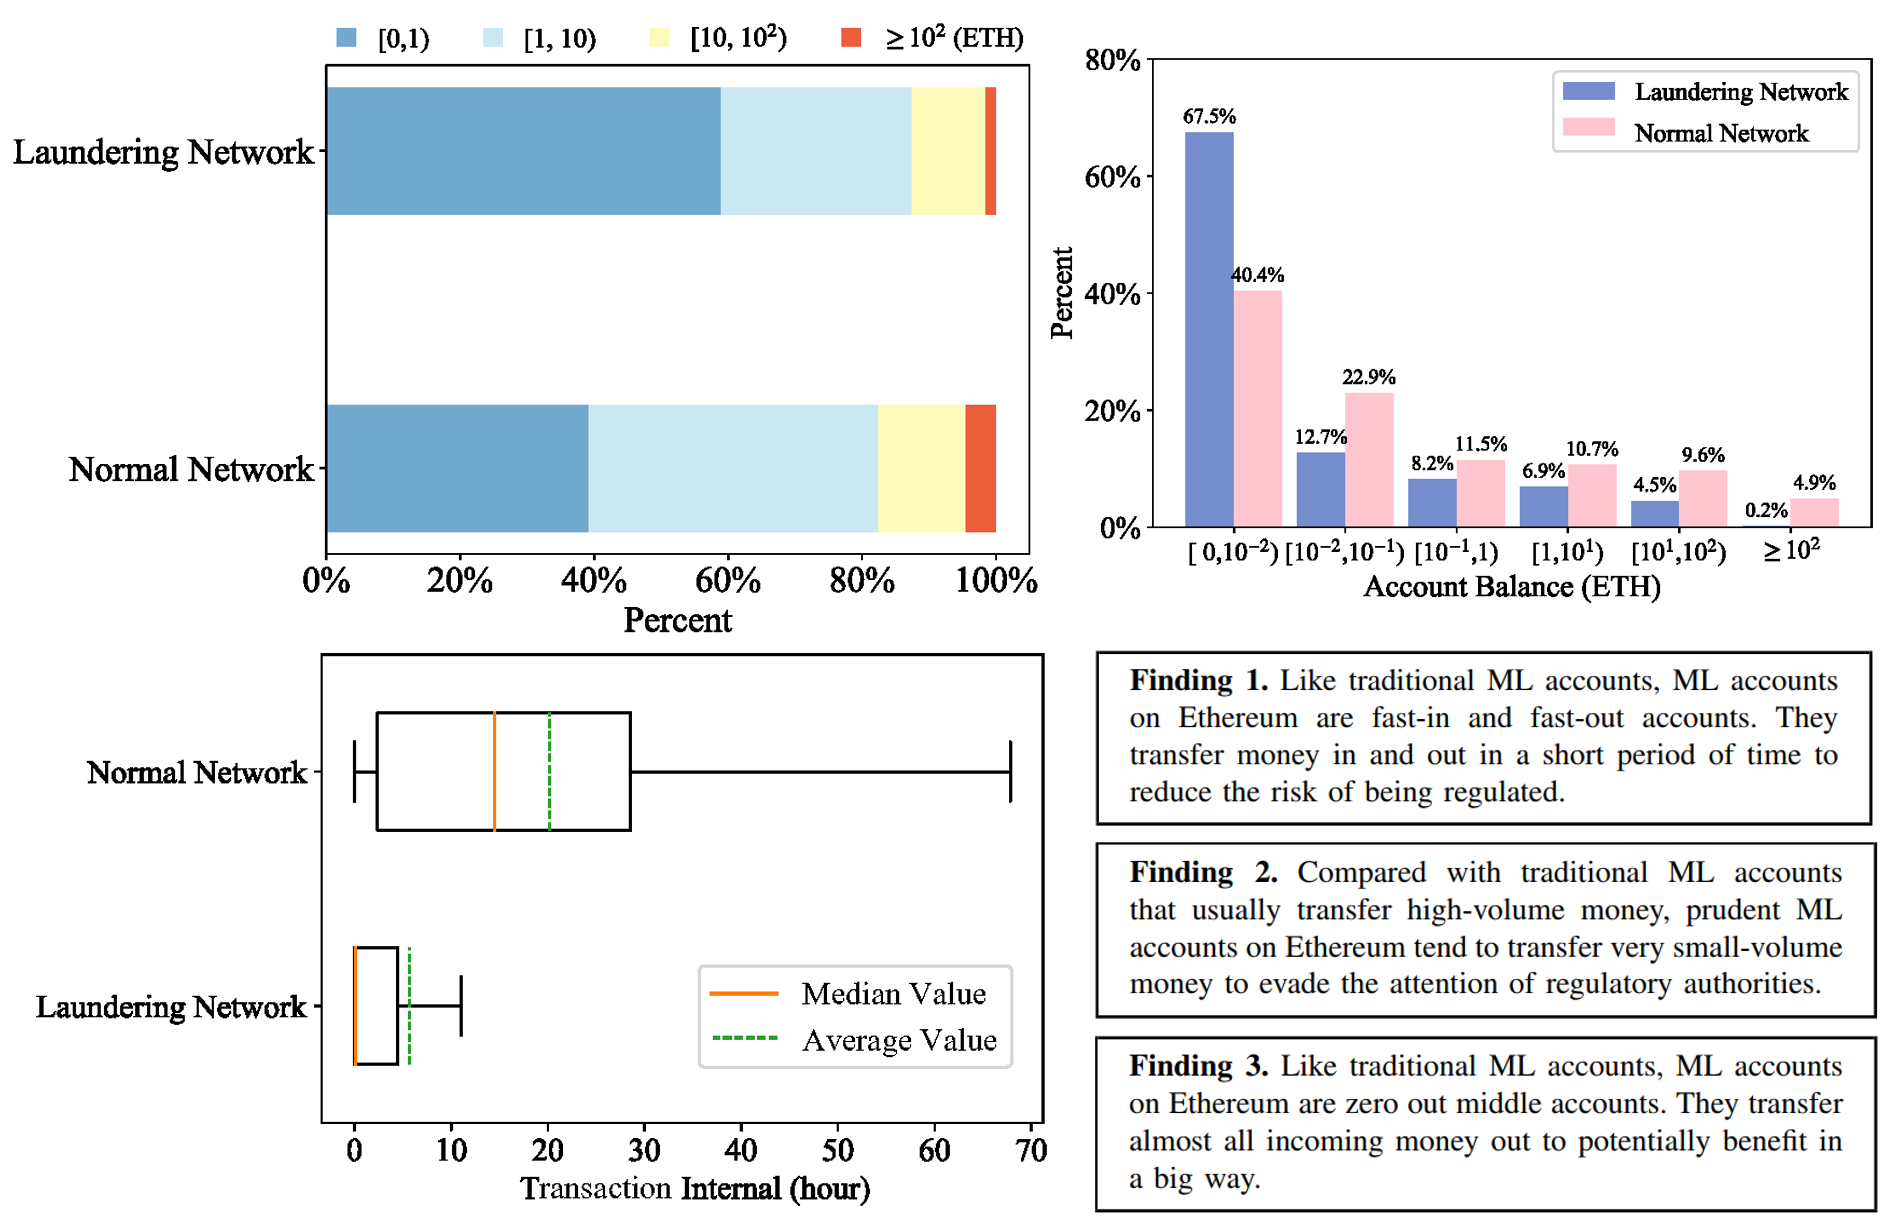 [0,1) [1, 10) [10, 10²) ≥10² (ETH)
Laundering Network
Normal Network
0% 20% 40% 60% 80% 100%
Percent
80%
60%
40%
20%
0%
Percent
Laundering Network
Normal Network
67.5%
40.4%
12.7%
22.9%
8.2%
11.5%
6.9%
10.7%
4.5%
9.6%
0.2%
4.9%
[ 0,10⁻²) [10⁻²,10⁻¹) [10⁻¹,1) [1,10¹) [10¹,10²) ≥10²
Account Balance (ETH)
Normal Network
Laundering Network
Median Value
Average Value
0 10 20 30 40 50 60 70
Transaction Internal (hour)
Finding 1. Like traditional ML accounts, ML accounts
on Ethereum are fast-in and fast-out accounts. They
transfer money in and out in a short period of time to
reduce the risk of being regulated.
Finding 2. Compared with traditional ML accounts
that usually transfer high-volume money, prudent ML
accounts on Ethereum tend to transfer very small-volume
money to evade the attention of regulatory authorities.
Finding 3. Like traditional ML accounts, ML accounts
on Ethereum are zero out middle accounts. They transfer
almost all incoming money out to potentially benefit in
a big way.